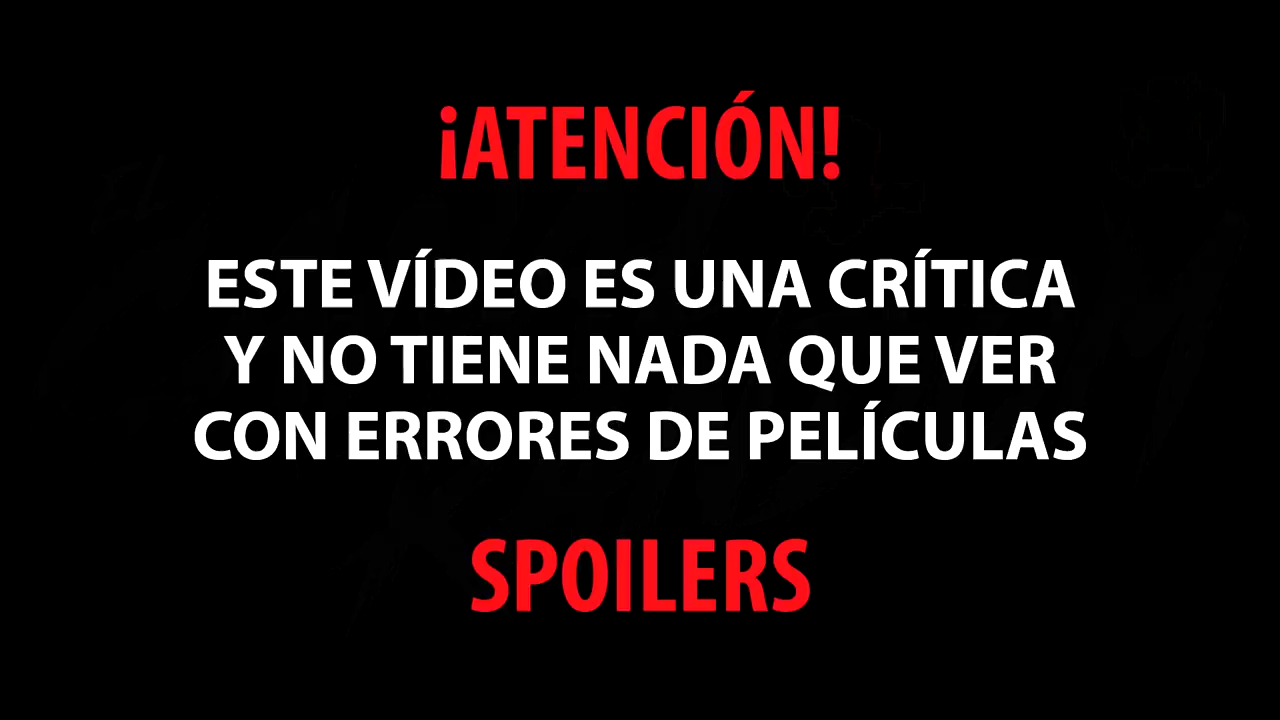 ¡ATENCIÓN!
ESTE VÍDEO ES UNA CRÍTICA
Y NO TIENE NADA QUE VER
CON ERRORES DE PELÍCULAS
SPOILERS